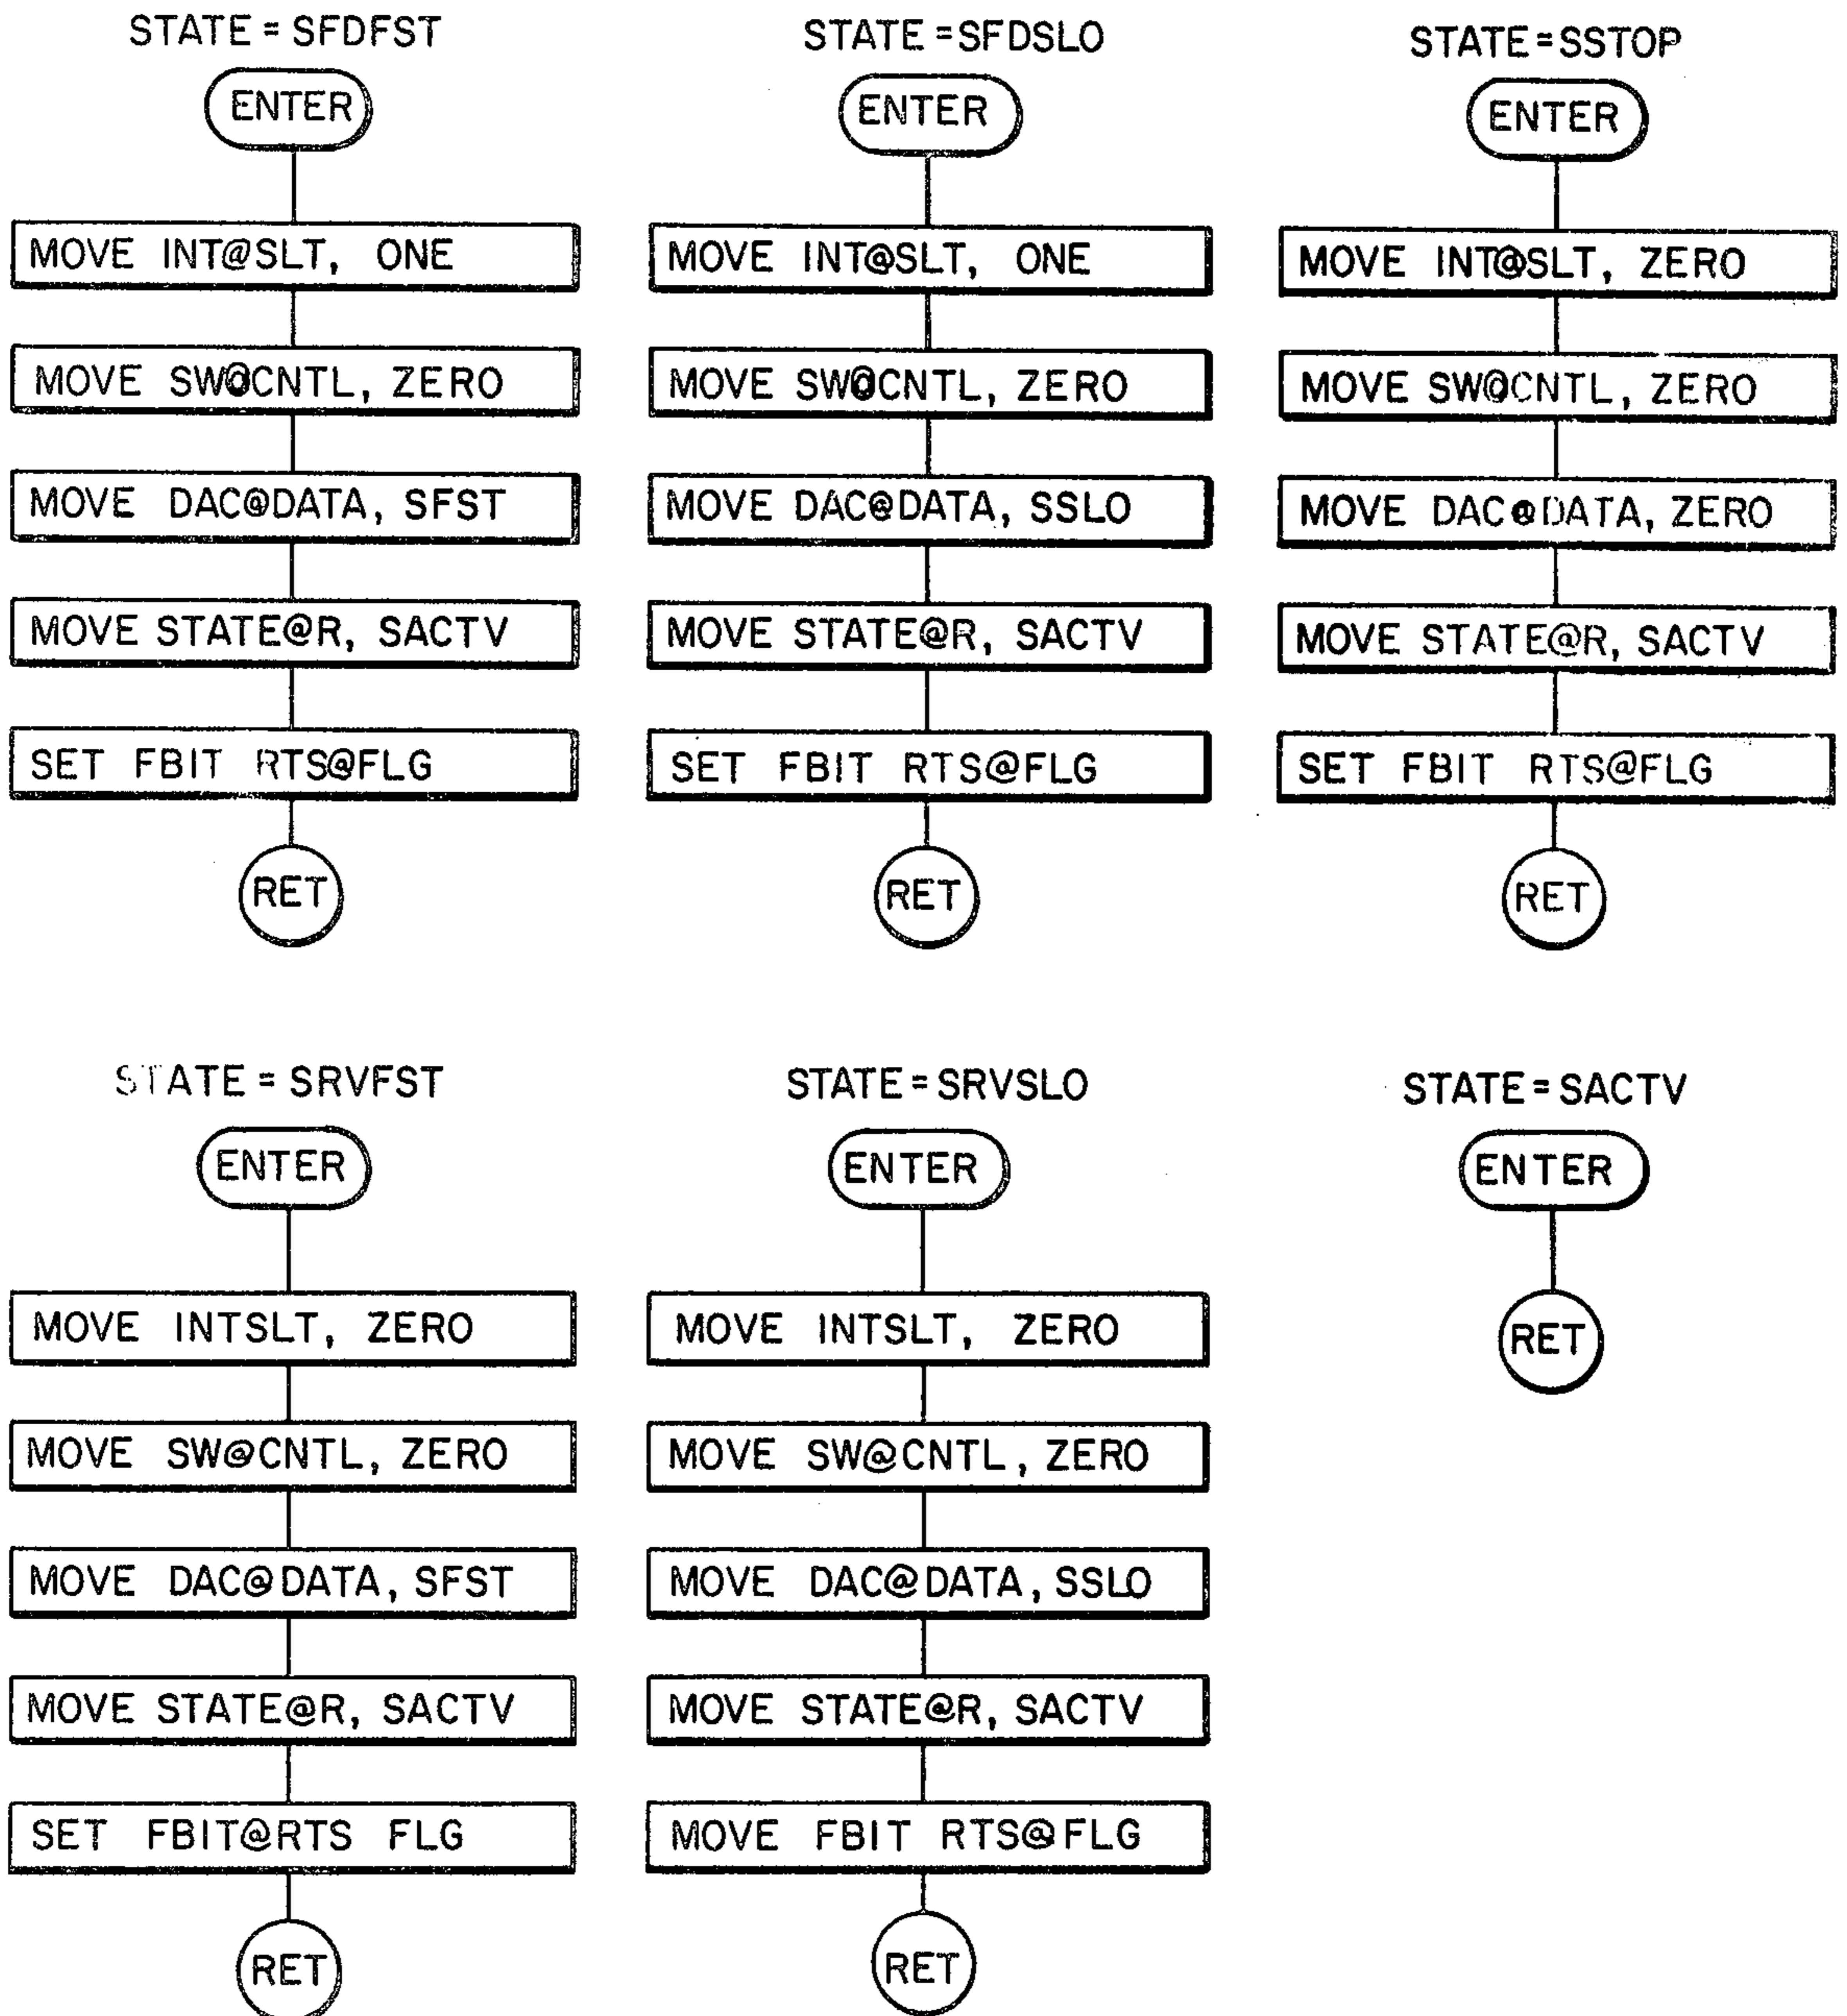 STATE = SFDFST
ENTER
MOVE INT@SLT, ONE
MOVE SW@CNTL, ZERO
MOVE DAC@DATA, SFST
MOVE STATE@R, SACTV
SET FBIT RTS@FLG
RET
STATE = SFDSLO
ENTER
MOVE INT@SLT, ONE
MOVE SW@CNTL, ZERO
MOVE DAC@DATA, SSLO
MOVE STATE@R, SACTV
SET FBIT RTS@FLG
RET
STATE = SSTOP
ENTER
MOVE INT@SLT, ZERO
MOVE SW@CNTL, ZERO
MOVE DAC@DATA, ZERO
MOVE STATE@R, SACTV
SET FBIT RTS@FLG
RET
STATE = SRVFST
ENTER
MOVE INTSLT, ZERO
MOVE SW@CNTL, ZERO
MOVE DAC@DATA, SFST
MOVE STATE@R, SACTV
SET FBIT@RTS FLG
RET
STATE = SRVSLO
ENTER
MOVE INTSLT, ZERO
MOVE SW@CNTL, ZERO
MOVE DAC@DATA, SSLO
MOVE STATE@R, SACTV
MOVE FBIT RTS@FLG
RET
STATE = SACTV
ENTER
RET